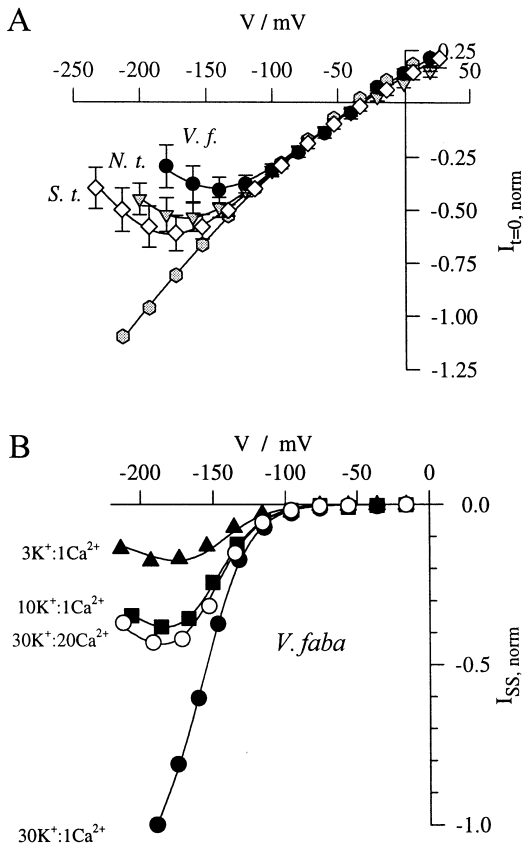 A
V / mV
-250 -200 -150 -100 -50 50
0.25
-0.25
-0.50
-0.75
-1.00
-1.25
I t=0, norm
V. f.
N. t.
S. t.
B
V / mV
-200 -150 -100 -50 0
0.0
-0.5
-1.0
I SS, norm
3K⁺:1Ca²⁺
10K⁺:1Ca²⁺
30K⁺:20Ca²⁺
V. faba
30K⁺:1Ca²⁺